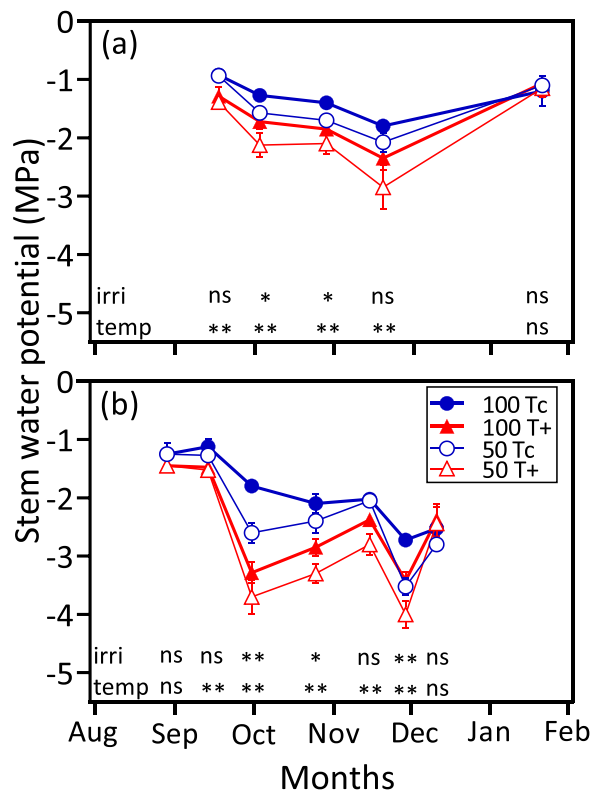 Stem water potential (MPa)
(a)
0
-1
-2
-3
-4
-5
irri ns * * ns ns
temp ** ** ** ** ns
(b)
0
-1
-2
-3
-4
-5
100 Tc
100 T+
50 Tc
50 T+
irri ns ns ** * ns ** ns
temp ns ** ** ** ** ** ns
Aug Sep Oct Nov Dec Jan Feb
Months